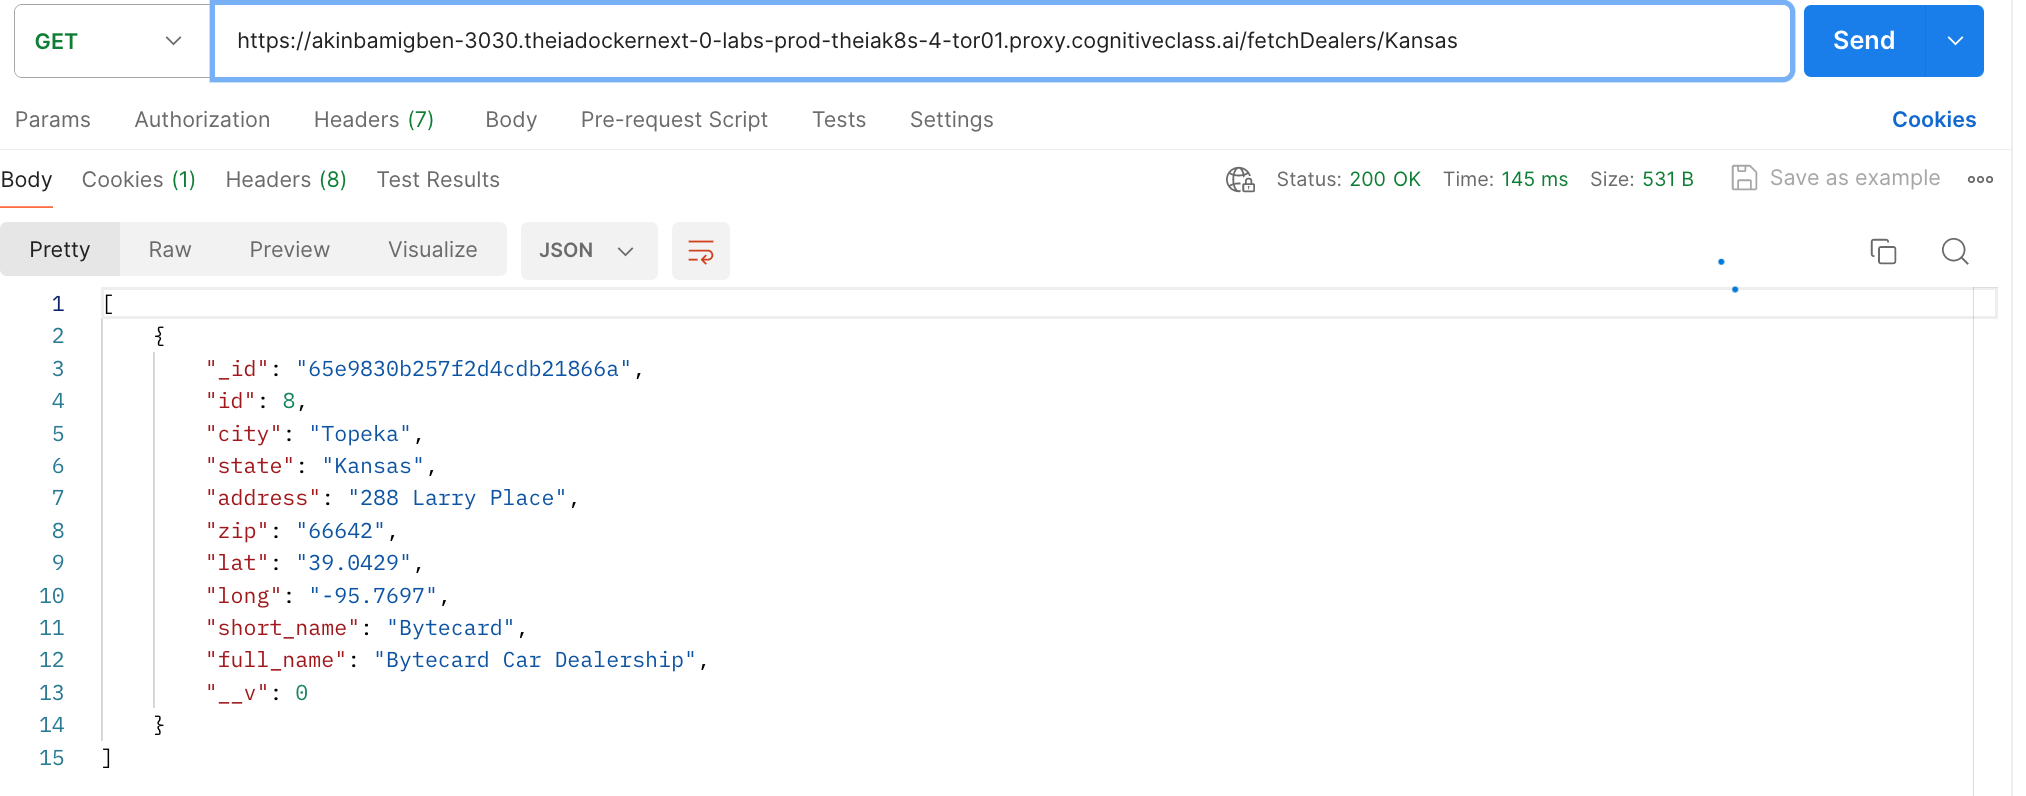 GET https://akinbamigben-3030.theiadockernext-0-labs-prod-theiak8s-4-tor01.proxy.cognitiveclass.ai/fetchDealers/Kansas Send
Params Authorization Headers (7) Body Pre-request Script Tests Settings Cookies
Body Cookies (1) Headers (8) Test Results Status: 200 OK Time: 145 ms Size: 531 B Save as example
Pretty Raw Preview Visualize JSON
1 [
2 {
3 "_id": "65e9830b257f2d4cdb21866a",
4 "id": 8,
5 "city": "Topeka",
6 "state": "Kansas",
7 "address": "288 Larry Place",
8 "zip": "66642",
9 "lat": "39.0429",
10 "long": "-95.7697",
11 "short_name": "Bytecard",
12 "full_name": "Bytecard Car Dealership",
13 "__v": 0
14 }
15 ]